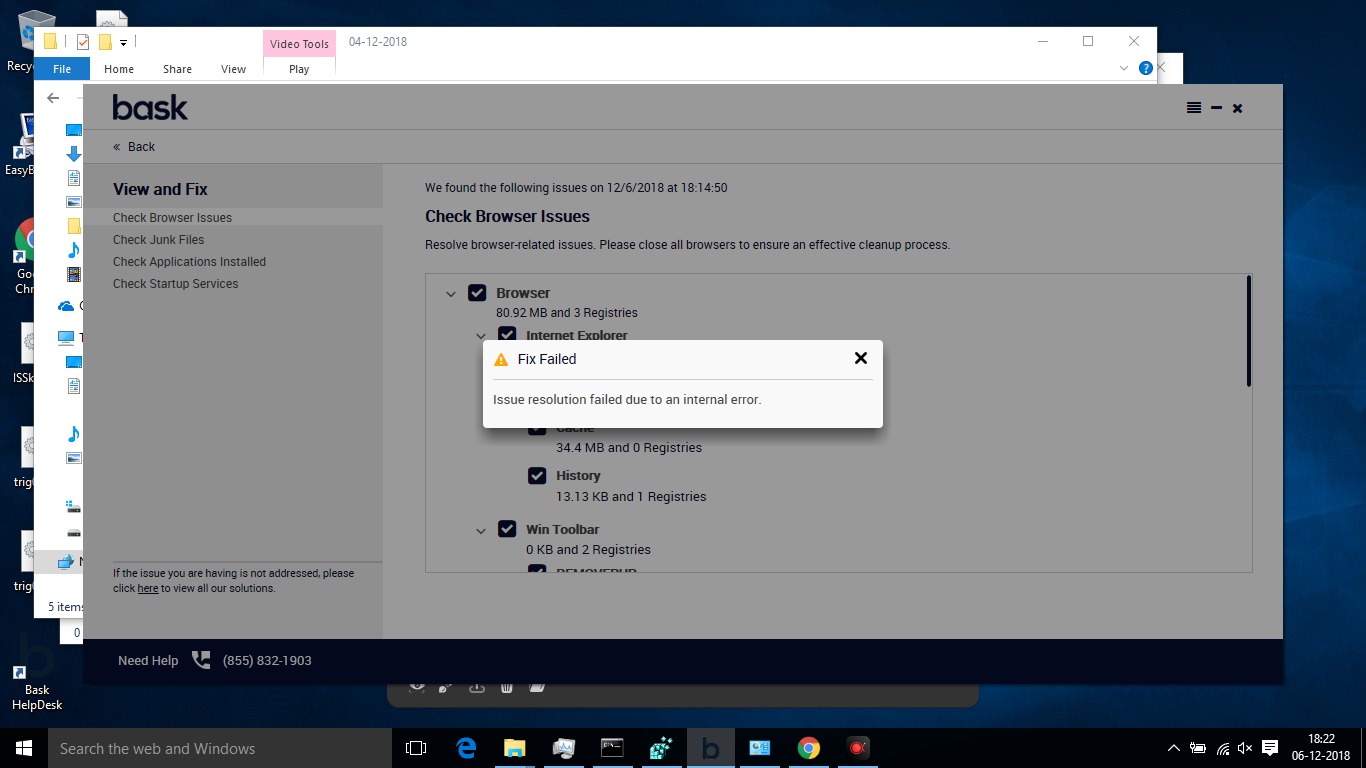 Video Tools
04-12-2018
File
Home
Share
View
Play
bask
« Back
View and Fix
Check Browser Issues
Check Junk Files
Check Applications Installed
Check Startup Services
If the issue you are having is not addressed, please
click here to view all our solutions.
We found the following issues on 12/6/2018 at 18:14:50
Check Browser Issues
Resolve browser-related issues. Please close all browsers to ensure an effective cleanup process.
Browser
80.92 MB and 3 Registries
Internet Explorer
Fix Failed
Issue resolution failed due to an internal error.
Cache
34.4 MB and 0 Registries
History
13.13 KB and 1 Registries
Win Toolbar
0 KB and 2 Registries
Need Help
(855) 832-1903
5 items
0
Recyc
EasyB
Goo
Chr
ISSk
trig
trig
Bask
HelpDesk
Search the web and Windows
18:22
06-12-2018